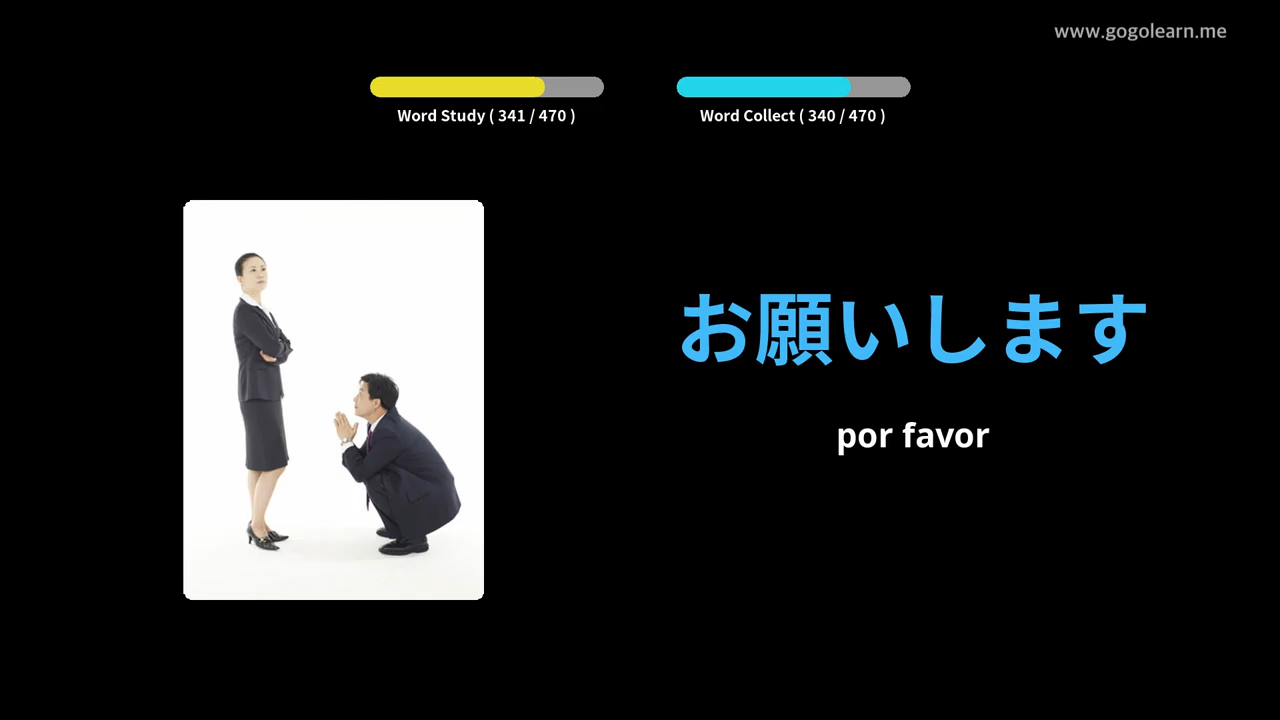 www.gogolearn.me
Word Study ( 341 / 470 )
Word Collect ( 340 / 470 )
お願いします
por favor